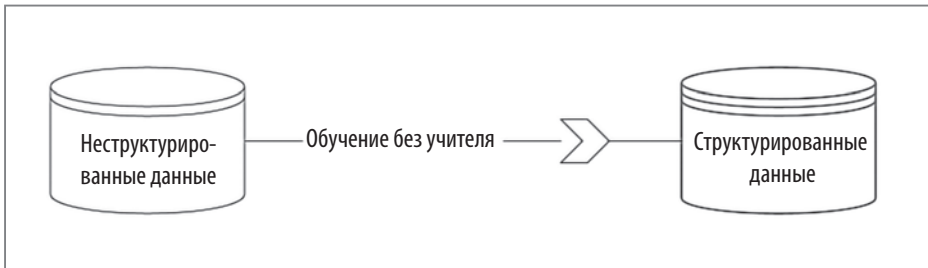 Неструктуриро-
ванные данные
Обучение без учителя
Структурированные
данные